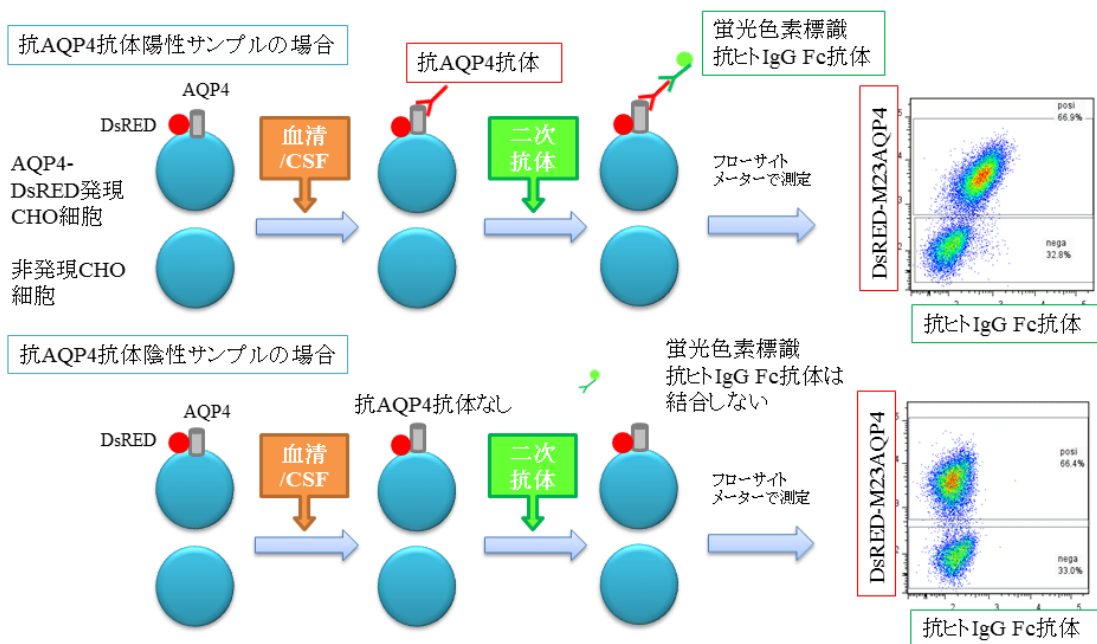 抗AQP4抗体陽性サンプルの場合
AQP4
DsRED
AQP4-
DsRED発現
CHO細胞
非発現CHO
細胞
血清
/CSF
抗AQP4抗体
二次
抗体
蛍光色素標識
抗ヒトIgG Fc抗体
フローサイト
メーターで測定
DsRED-M23AQP4
posi
66.9%
nega
32.8%
2
3
4
5
抗ヒトIgG Fc抗体
抗AQP4抗体陰性サンプルの場合
AQP4
DsRED
血清
/CSF
抗AQP4抗体なし
二次
抗体
蛍光色素標識
抗ヒトIgG Fc抗体は
結合しない
フローサイト
メーターで測定
DsRED-M23AQP4
posi
66.4%
nega
33.0%
2
3
4
5
抗ヒトIgG Fc抗体